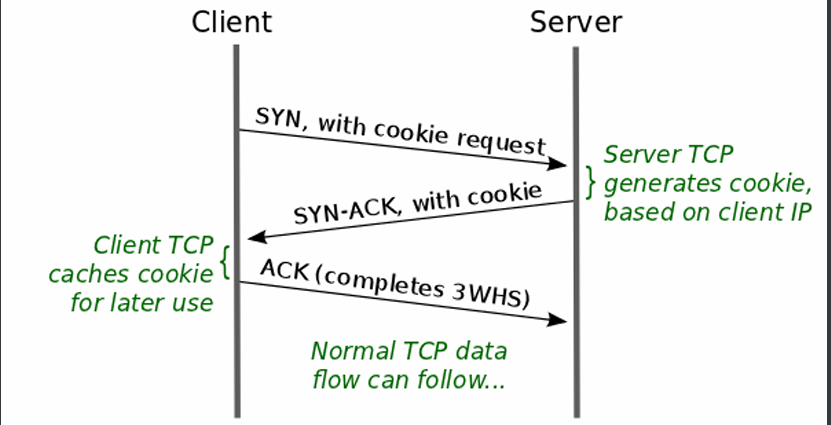 Client
Server
SYN, with cookie request
Server TCP
generates cookie,
based on client IP
SYN-ACK, with cookie
Client TCP
caches cookie
for later use
ACK (completes 3WHS)
Normal TCP data
flow can follow...